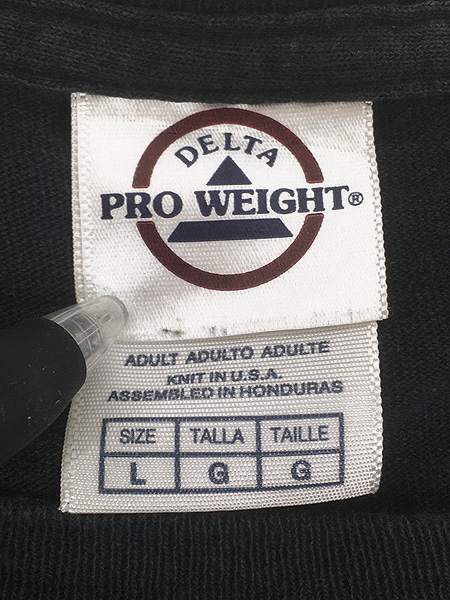 DELTA
PRO WEIGHT®
ADULT ADULTO ADULTE
KNIT IN U.S.A.
ASSEMBLED IN HONDURAS
SIZE TALLA TAILLE
L G G